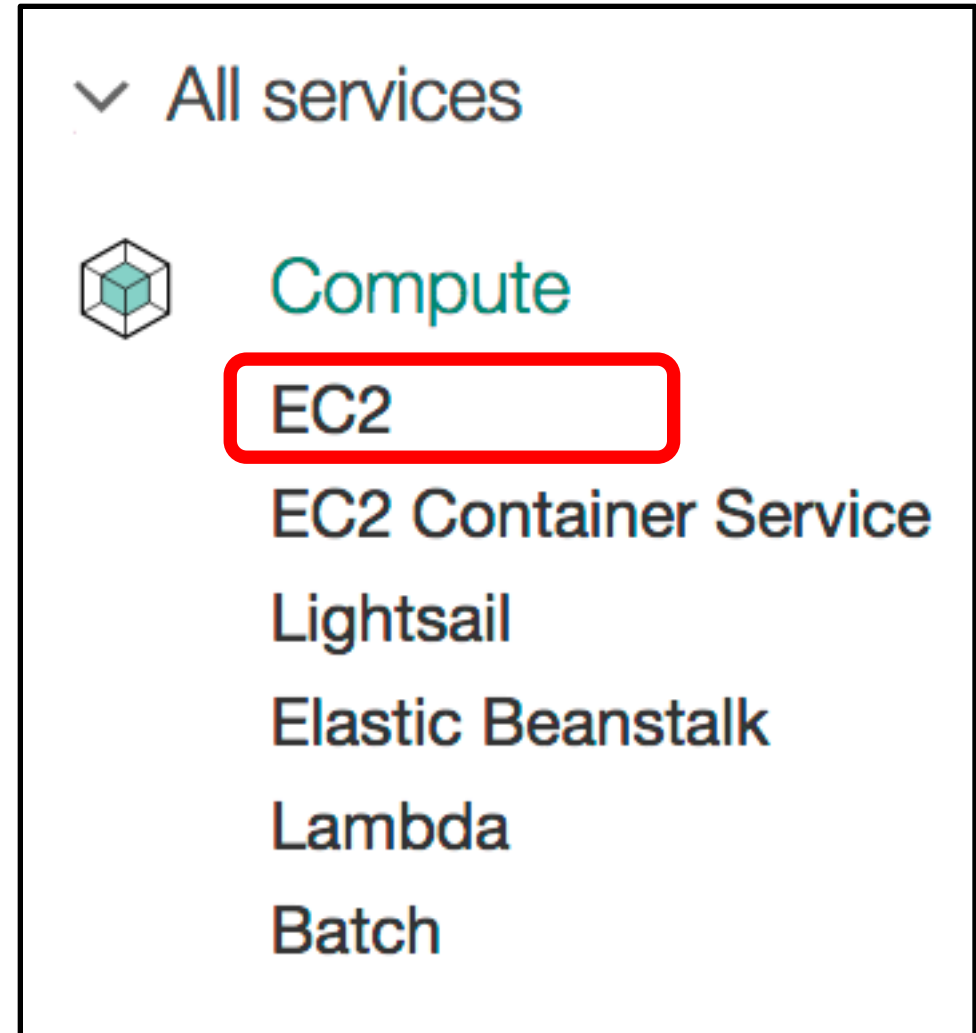 All services
Compute
EC2
EC2 Container Service
Lightsail
Elastic Beanstalk
Lambda
Batch